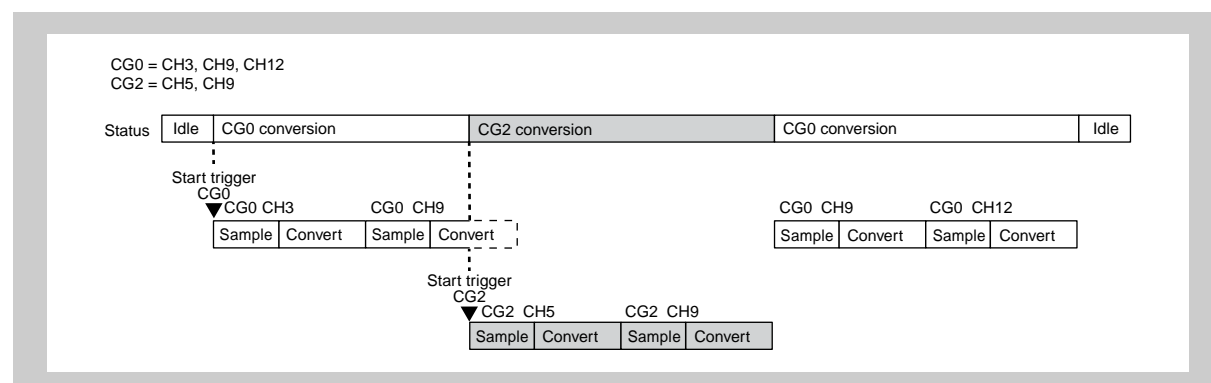 CG0 = CH3, CH9, CH12
CG2 = CH5, CH9
Status Idle CG0 conversion CG2 conversion CG0 conversion Idle
Start trigger
CG0
CG0 CH3 CG0 CH9 CG0 CH9 CG0 CH12
Sample Convert Sample Convert Sample Convert Sample Convert
Start trigger
CG2
CG2 CH5 CG2 CH9
Sample Convert Sample Convert